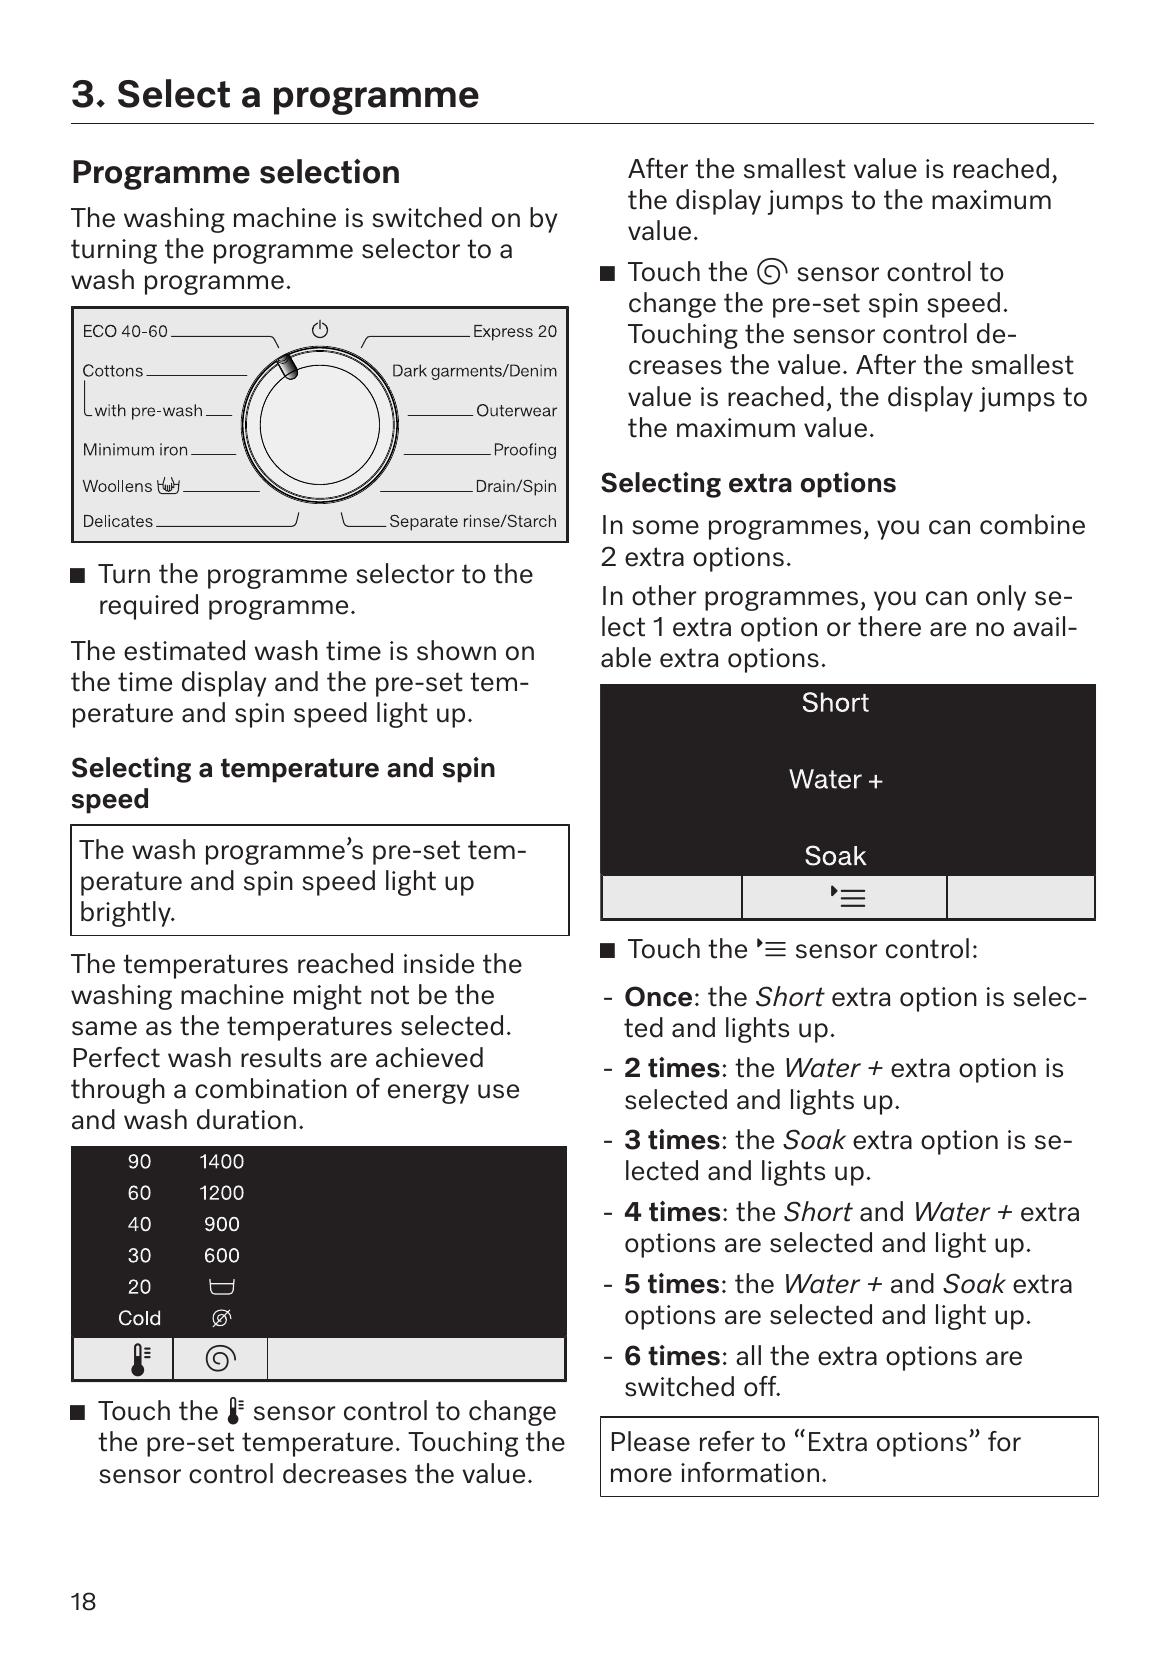 3. Select a programme
Programme selection
The washing machine is switched on by
turning the programme selector to a
wash programme.
ECO 40-60
Cottons
with pre-wash
Minimum iron
Woollens
Delicates
Express 20
Dark garments/Denim
Outerwear
Proofing
Drain/Spin
Separate rinse/Starch
■ Turn the programme selector to the
required programme.
The estimated wash time is shown on
the time display and the pre-set tem-
perature and spin speed light up.
Selecting a temperature and spin
speed
The wash programme’s pre-set tem-
perature and spin speed light up
brightly.
The temperatures reached inside the
washing machine might not be the
same as the temperatures selected.
Perfect wash results are achieved
through a combination of energy use
and wash duration.
90 1400
60 1200
40 900
30 600
20
Cold
■ Touch the sensor control to change
the pre-set temperature. Touching the
sensor control decreases the value.
After the smallest value is reached,
the display jumps to the maximum
value.
■ Touch the sensor control to
change the pre-set spin speed.
Touching the sensor control de-
creases the value. After the smallest
value is reached, the display jumps to
the maximum value.
Selecting extra options
In some programmes, you can combine
2 extra options.
In other programmes, you can only se-
lect 1 extra option or there are no avail-
able extra options.
Short
Water +
Soak
■ Touch the sensor control:
- Once: the Short extra option is selec-
ted and lights up.
- 2 times: the Water + extra option is
selected and lights up.
- 3 times: the Soak extra option is se-
lected and lights up.
- 4 times: the Short and Water + extra
options are selected and light up.
- 5 times: the Water + and Soak extra
options are selected and light up.
- 6 times: all the extra options are
switched off.
Please refer to “Extra options” for
more information.
18